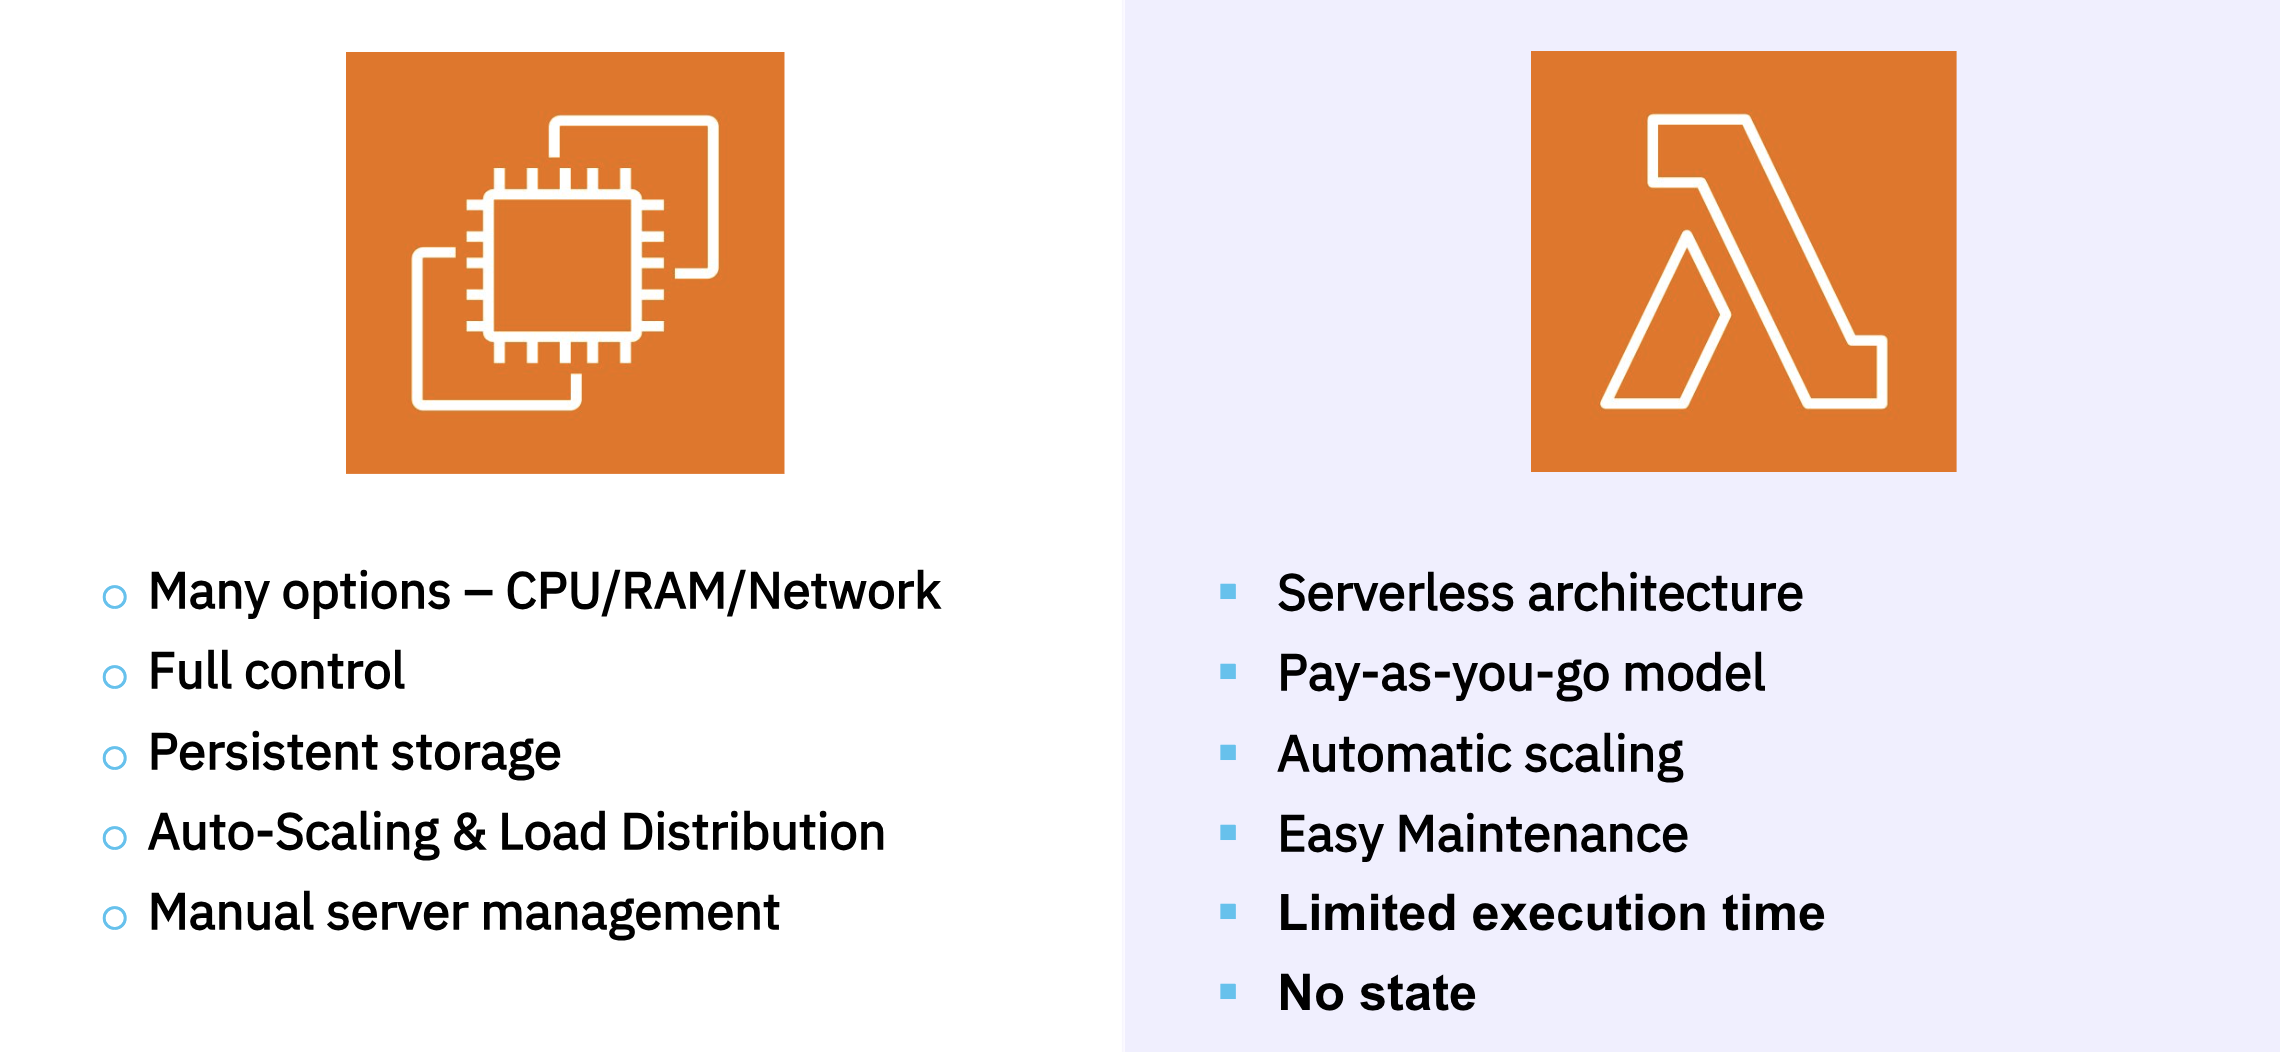 Many options – CPU/RAM/Network
Full control
Persistent storage
Auto-Scaling & Load Distribution
Manual server management
Serverless architecture
Pay-as-you-go model
Automatic scaling
Easy Maintenance
Limited execution time
No state